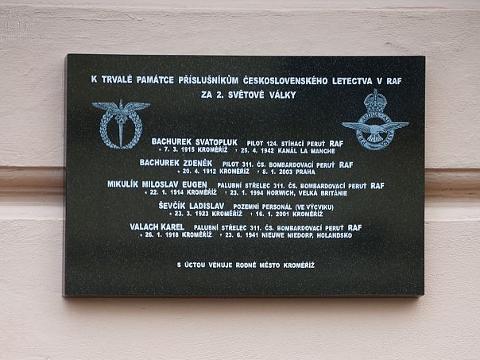 K TRVALÉ PAMÁTCE PŘÍSLUŠNÍKŮM ČESKOSLOVENSKÉHO LETECTVA V RAF
ZA 2. SVĚTOVÉ VÁLKY
BACHUREK SVATOPLUK PILOT 124. STÍHACÍ PERUŤ RAF
* 7. 3. 1915 KROMĚŘÍŽ + 25. 4. 1942 KANÁL LA MANCHE
BACHUREK ZDENĚK PILOT 311. ČS. BOMBARDOVACÍ PERUŤ RAF
* 20. 4. 1912 KROMĚŘÍŽ + 8. 1. 2003 PRAHA
MIKULÍK MILOSLAV EUGEN PALUBNÍ STŘELEC 311. ČS. BOMBARDOVACÍ PERUŤ RAF
* 22. 1. 1914 KROMĚŘÍŽ + 23. 1. 1994 NORWICH, VELKÁ BRITÁNIE
ŠEVČÍK LADISLAV POZEMNÍ PERSONÁL (VE VÝCVIKU)
* 23. 3. 1923 KROMĚŘÍŽ + 16. 1. 2001 KROMĚŘÍŽ
VALACH KAREL PALUBNÍ STŘELEC 311. ČS. BOMBARDOVACÍ PERUŤ RAF
* 26. 1. 1918 KROMĚŘÍŽ + 23. 6. 1941 NIEUWE NIEDORP, HOLANDSKO
S ÚCTOU VĚNUJE RODNÉ MĚSTO KROMĚŘÍŽ